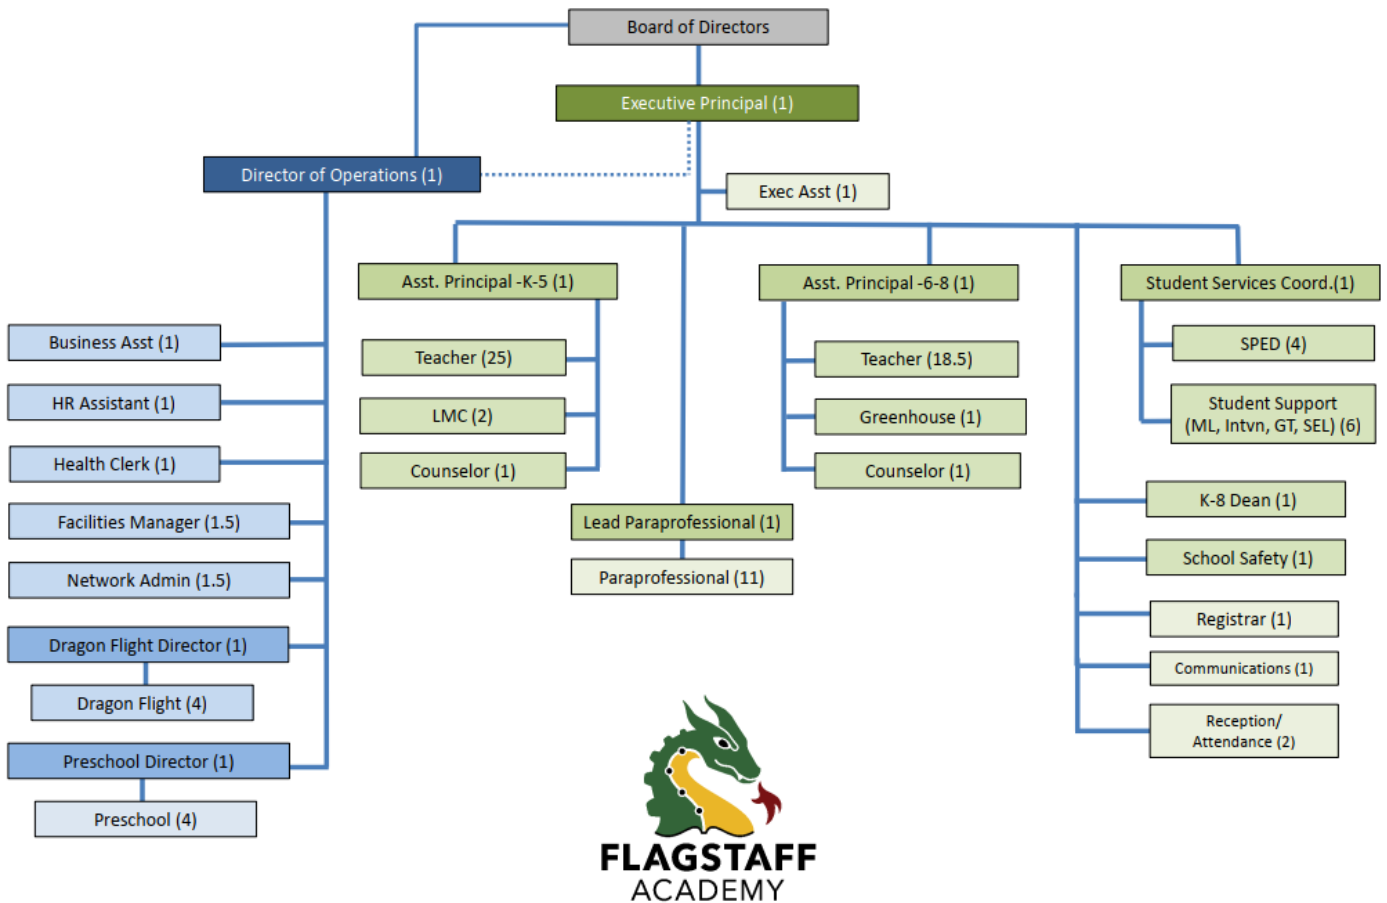 Board of Directors
Executive Principal (1)
Director of Operations (1)
Exec Asst (1)
Asst. Principal -K-5 (1)
Asst. Principal -6-8 (1)
Student Services Coord.(1)
Business Asst (1)
HR Assistant (1)
Health Clerk (1)
Facilities Manager (1.5)
Network Admin (1.5)
Dragon Flight Director (1)
Dragon Flight (4)
Preschool Director (1)
Preschool (4)
Teacher (25)
LMC (2)
Counselor (1)
Lead Paraprofessional (1)
Paraprofessional (11)
Teacher (18.5)
Greenhouse (1)
Counselor (1)
SPED (4)
Student Support
(ML, Intvn, GT, SEL) (6)
K-8 Dean (1)
School Safety (1)
Registrar (1)
Communications (1)
Reception/
Attendance (2)
FLAGSTAFF
ACADEMY